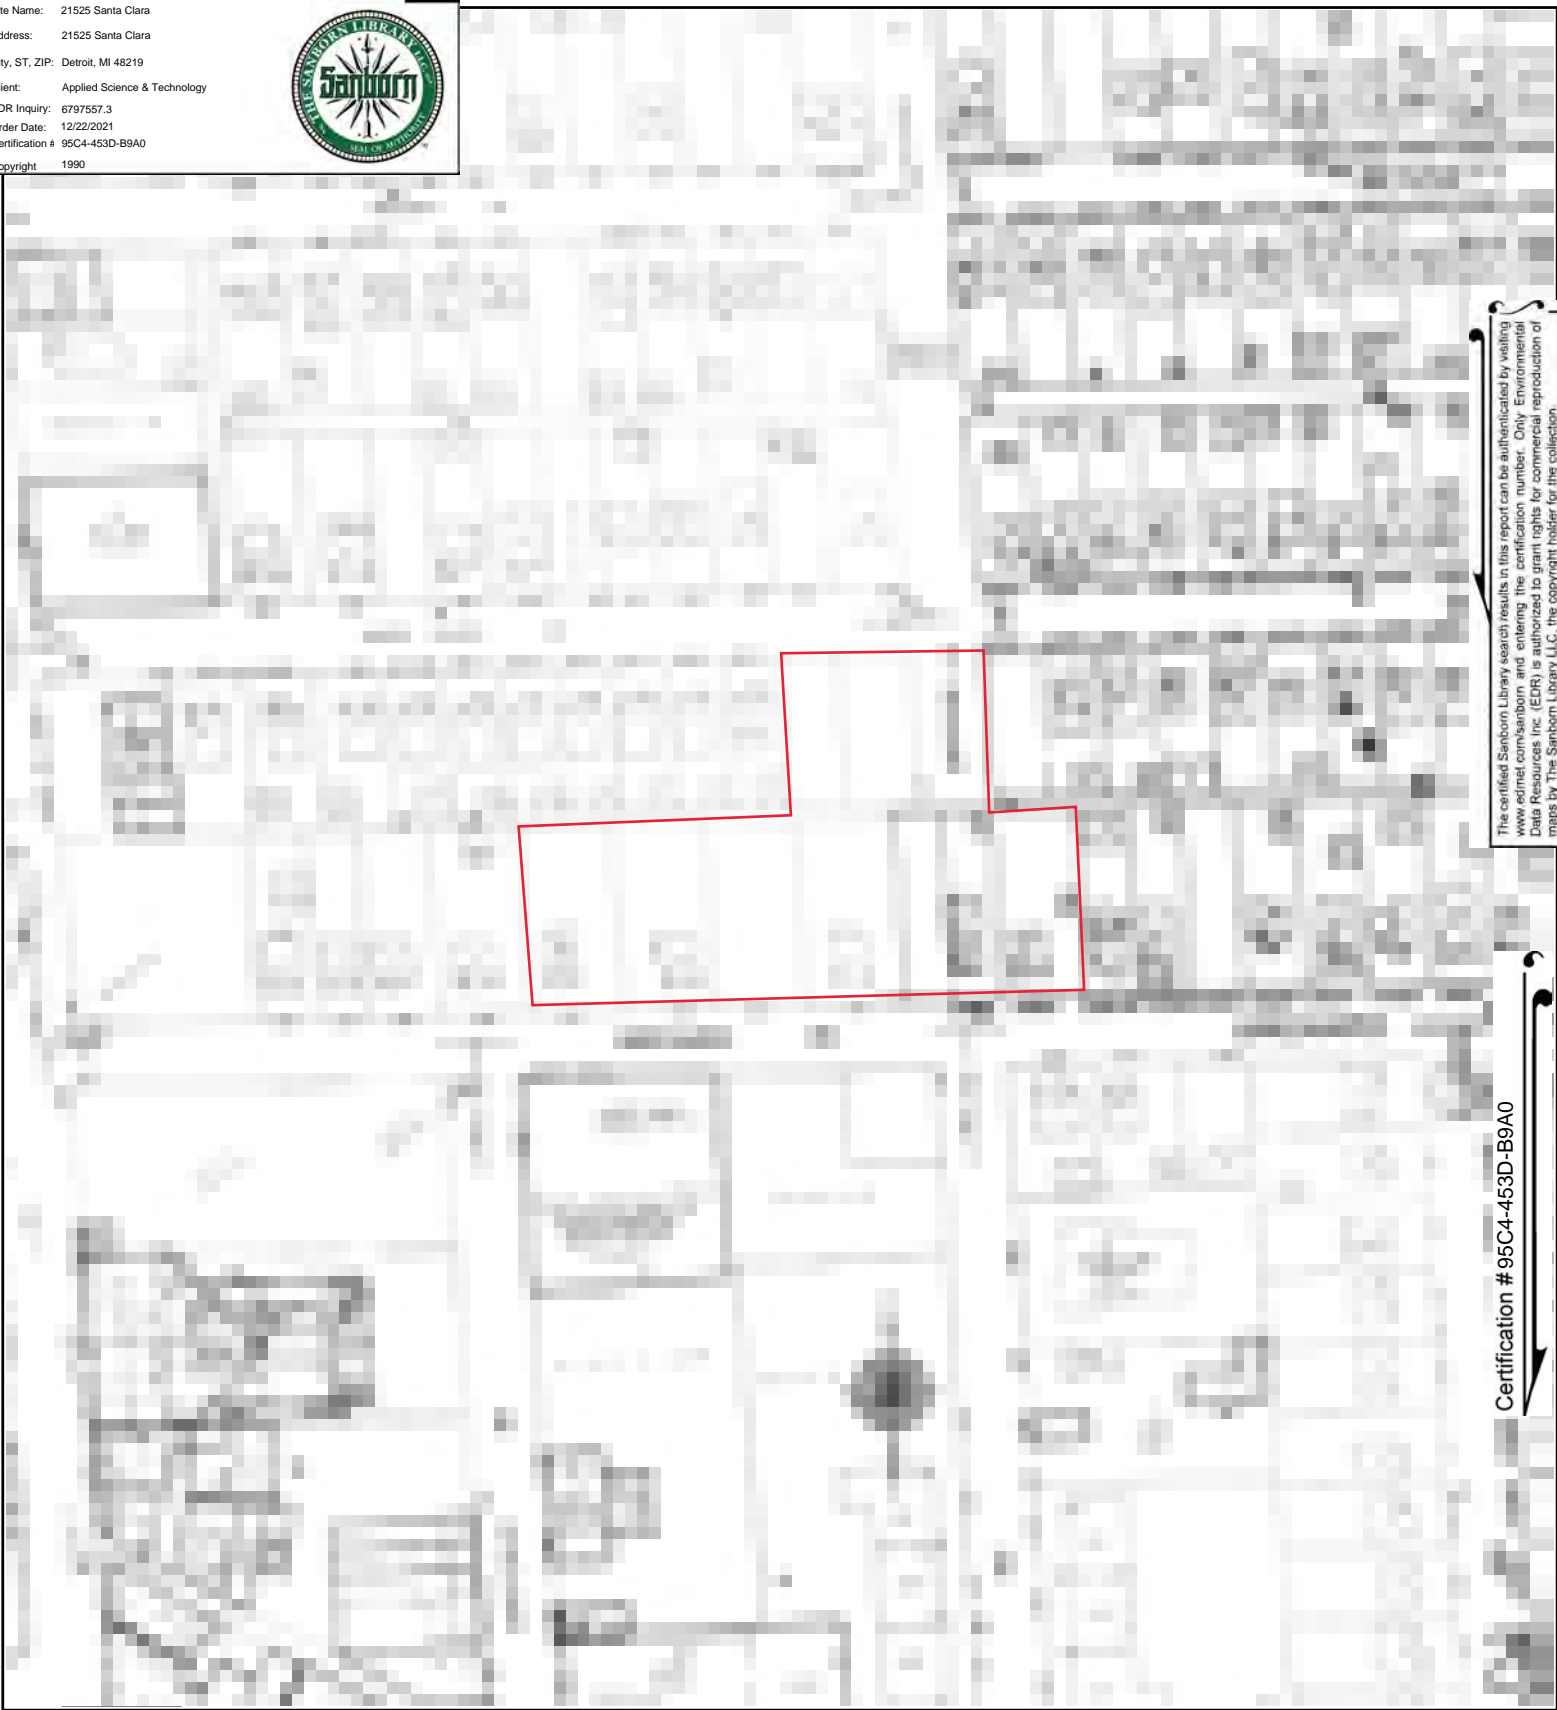 te Name: 21525 Santa Clara
ddress: 21525 Santa Clara
ty, ST, ZIP: Detroit, MI 48219
ient: Applied Science & Technology
DR Inquiry: 6797557.3
rder Date: 12/22/2021
ertification # 95C4-453D-B9A0
opyright 1990
THE SANBORN LIBRARY LLC
Sanborn
SEAL OF AUTHORITY
The certified Sanborn Library search results in this report can be authenticated by visiting
www.edrnet.com/sanborn and entering the certification number. Only Environmental
Data Resources Inc. (EDR) is authorized to grant rights for commercial reproduction of
maps by The Sanborn Library LLC, the copyright holder for the collection.
Certification # 95C4-453D-B9A0